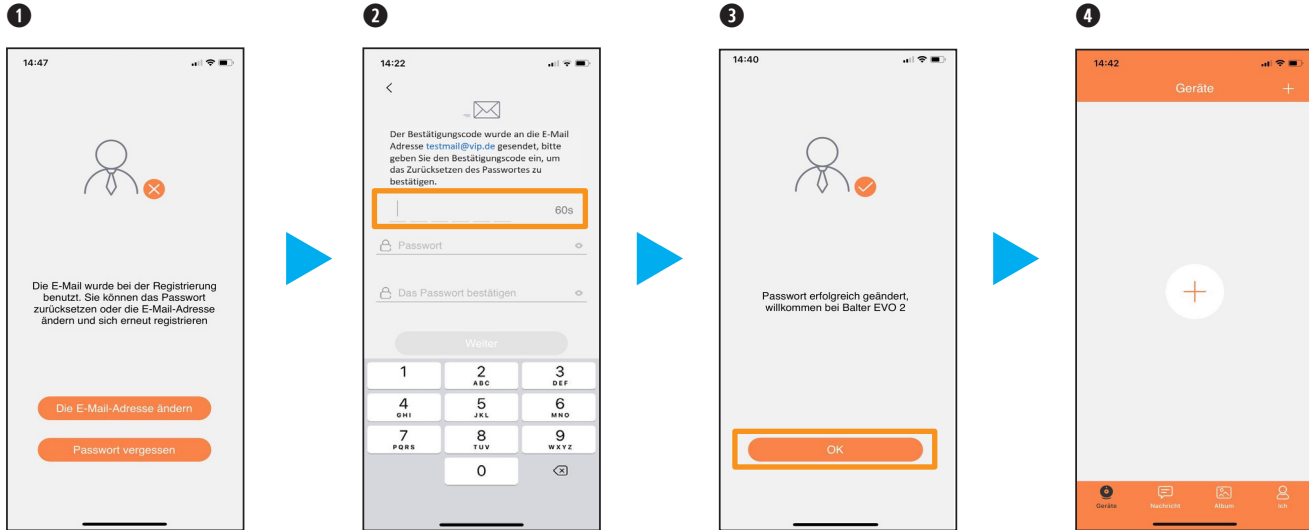 ❶
14:47
Die E-Mail wurde bei der Registrierung
benutzt. Sie können das Passwort
zurücksetzen oder die E-Mail-Adresse
ändern und sich erneut registrieren
Die E-Mail-Adresse ändern
Passwort vergessen
❷
14:22
Der Bestätigungscode wurde an die E-Mail
Adresse testmail@vip.de gesendet, bitte
geben Sie den Bestätigungscode ein, um
das Zurücksetzen des Passwortes zu
bestätigen.
60s
Passwort
Das Passwort bestätigen
Weiter
1 2 3
ABC DEF
4 5 6
GHI JKL MNO
7 8 9
PQRS TUV WXYZ
0
❸
14:40
Passwort erfolgreich geändert,
willkommen bei Balter EVO 2
OK
❹
14:42
Geräte +
Geräte Nachricht Album Ich